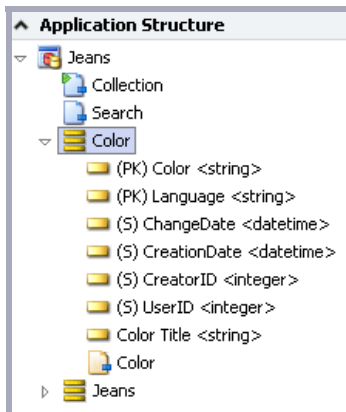 Application Structure
Jeans
Collection
Search
Color
(PK) Color <string>
(PK) Language <string>
(S) ChangeDate <datetime>
(S) CreationDate <datetime>
(S) CreatorID <integer>
(S) UserID <integer>
Color Title <string>
Color
Jeans